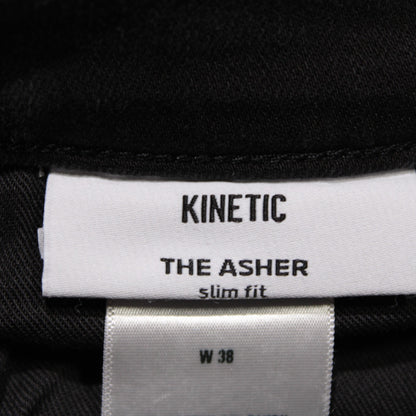 KINETIC
THE ASHER
slim fit
W 38